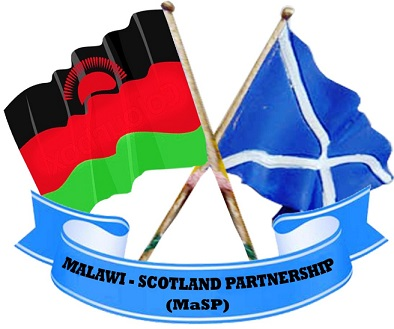 MALAWI - SCOTLAND PARTNERSHIP
(MaSP)